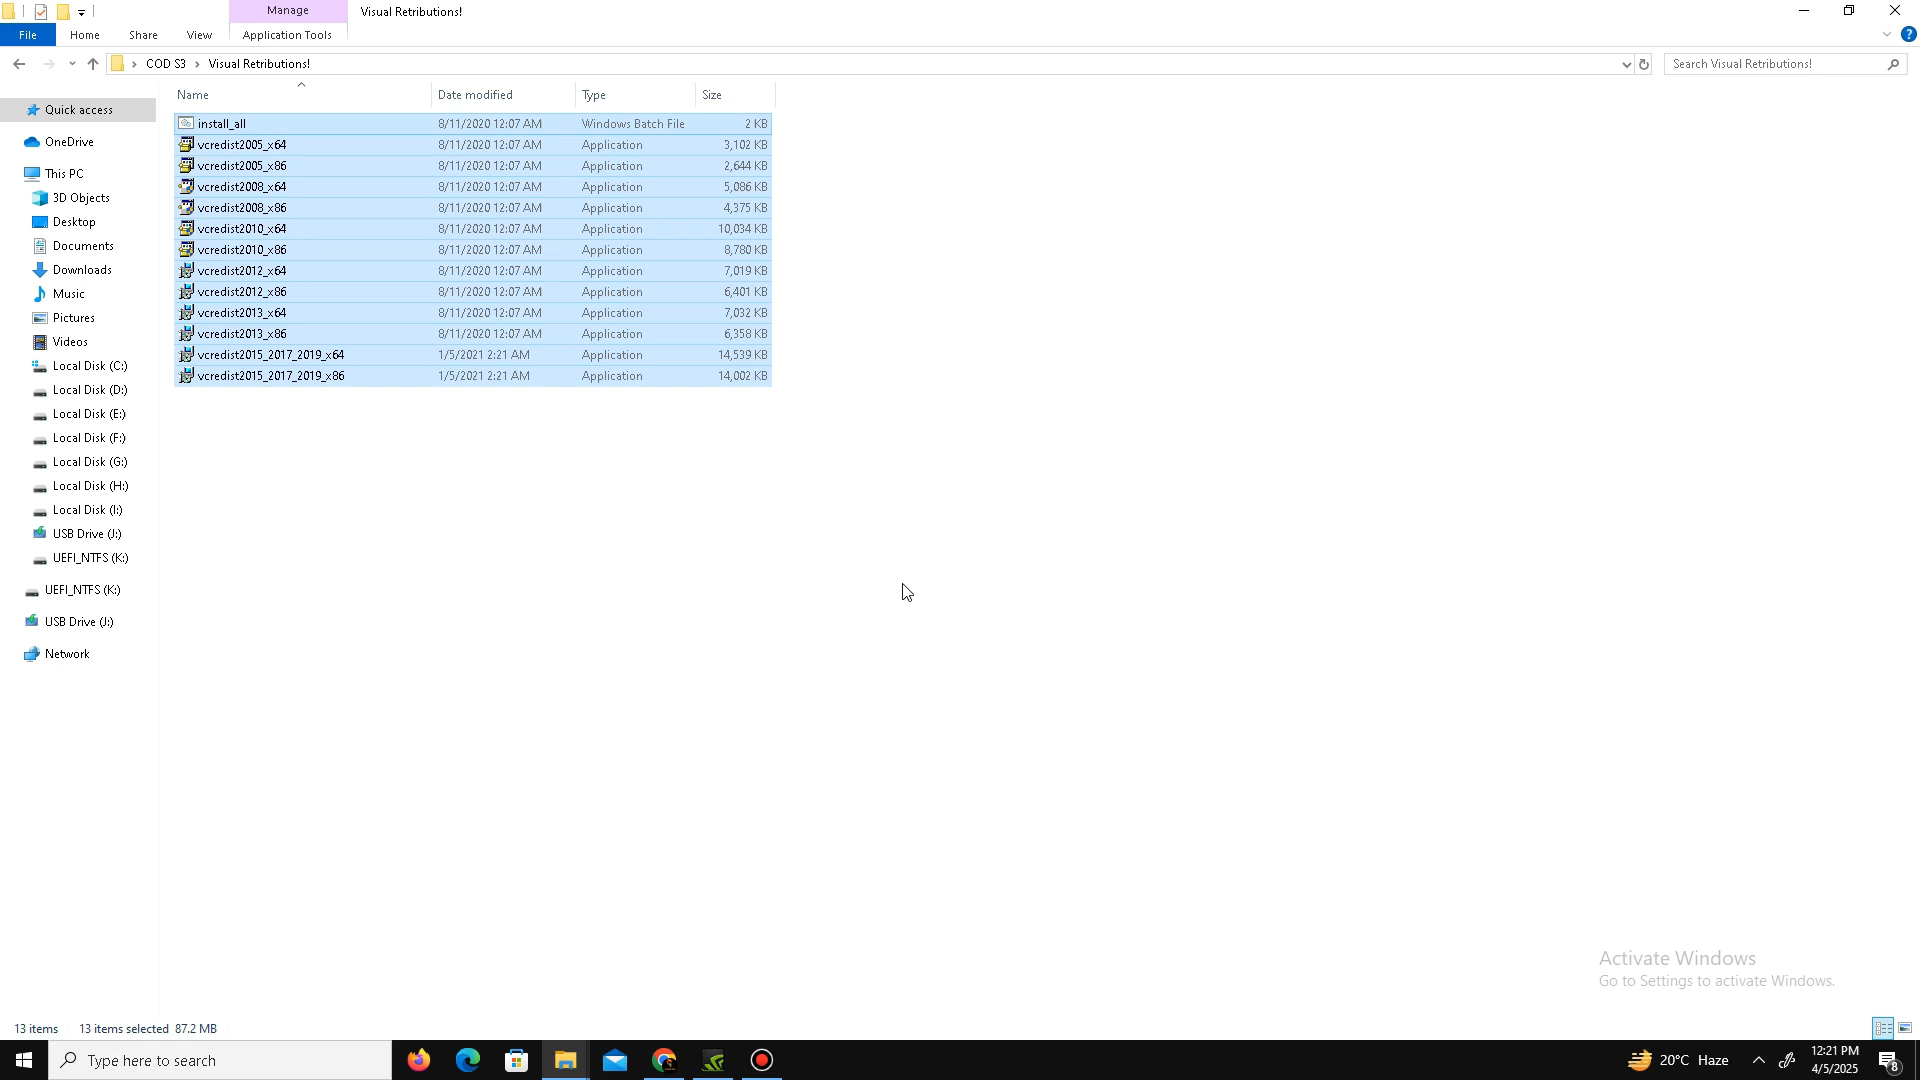 Manage
Visual Retributions!
File
Home
Share
View
Application Tools
COD S3
Visual Retributions!
Search Visual Retributions!
Name
Date modified
Type
Size
Quick access
OneDrive
This PC
3D Objects
Desktop
Documents
Downloads
Music
Pictures
Videos
Local Disk (C:)
Local Disk (D:)
Local Disk (E:)
Local Disk (F:)
Local Disk (G:)
Local Disk (H:)
Local Disk (I:)
USB Drive (J:)
UEFI_NTFS (K:)
UEFI_NTFS (K:)
USB Drive (J:)
Network
install_all 8/11/2020 12:07 AM Windows Batch File 2 KB
vcredist2005_x64 8/11/2020 12:07 AM Application 3,102 KB
vcredist2005_x86 8/11/2020 12:07 AM Application 2,644 KB
vcredist2008_x64 8/11/2020 12:07 AM Application 5,086 KB
vcredist2008_x86 8/11/2020 12:07 AM Application 4,375 KB
vcredist2010_x64 8/11/2020 12:07 AM Application 10,034 KB
vcredist2010_x86 8/11/2020 12:07 AM Application 8,780 KB
vcredist2012_x64 8/11/2020 12:07 AM Application 7,019 KB
vcredist2012_x86 8/11/2020 12:07 AM Application 6,401 KB
vcredist2013_x64 8/11/2020 12:07 AM Application 7,032 KB
vcredist2013_x86 8/11/2020 12:07 AM Application 6,358 KB
vcredist2015_2017_2019_x64 1/5/2021 2:21 AM Application 14,539 KB
vcredist2015_2017_2019_x86 1/5/2021 2:21 AM Application 14,002 KB
Activate Windows
Go to Settings to activate Windows.
13 items 13 items selected 87.2 MB
Type here to search
20°C Haze
12:21 PM
4/5/2025
8